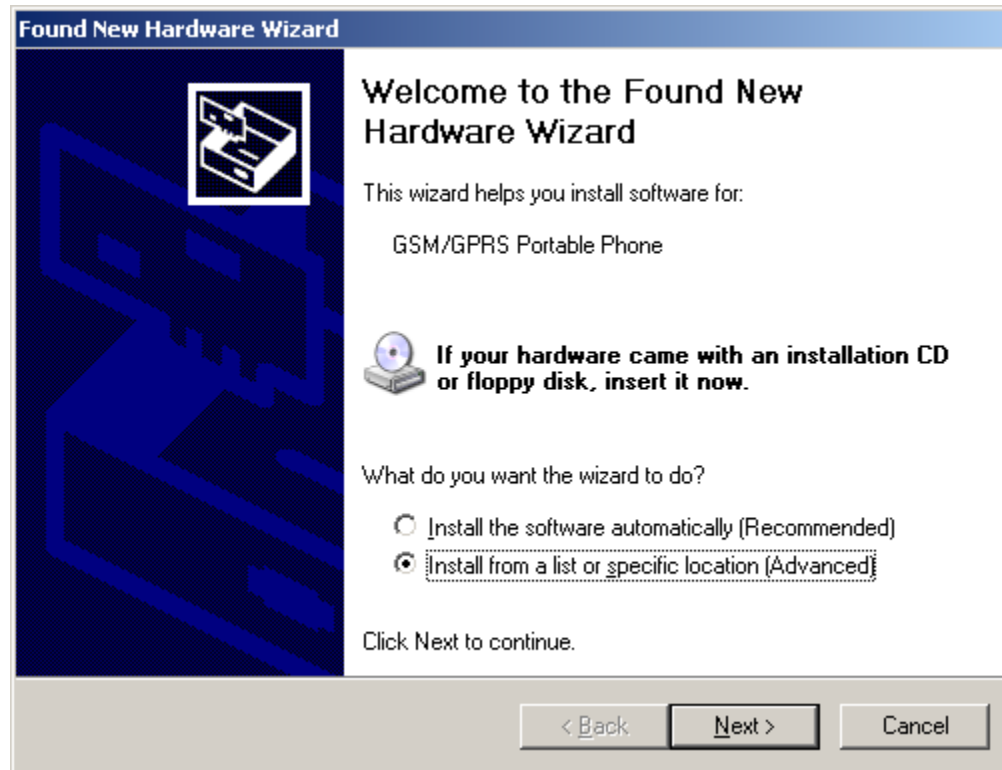 Found New Hardware Wizard
Welcome to the Found New
Hardware Wizard
This wizard helps you install software for:
GSM/GPRS Portable Phone
If your hardware came with an installation CD
or floppy disk, insert it now.
What do you want the wizard to do?
Install the software automatically (Recommended)
Install from a list or specific location (Advanced)
Click Next to continue.
< Back
Next >
Cancel